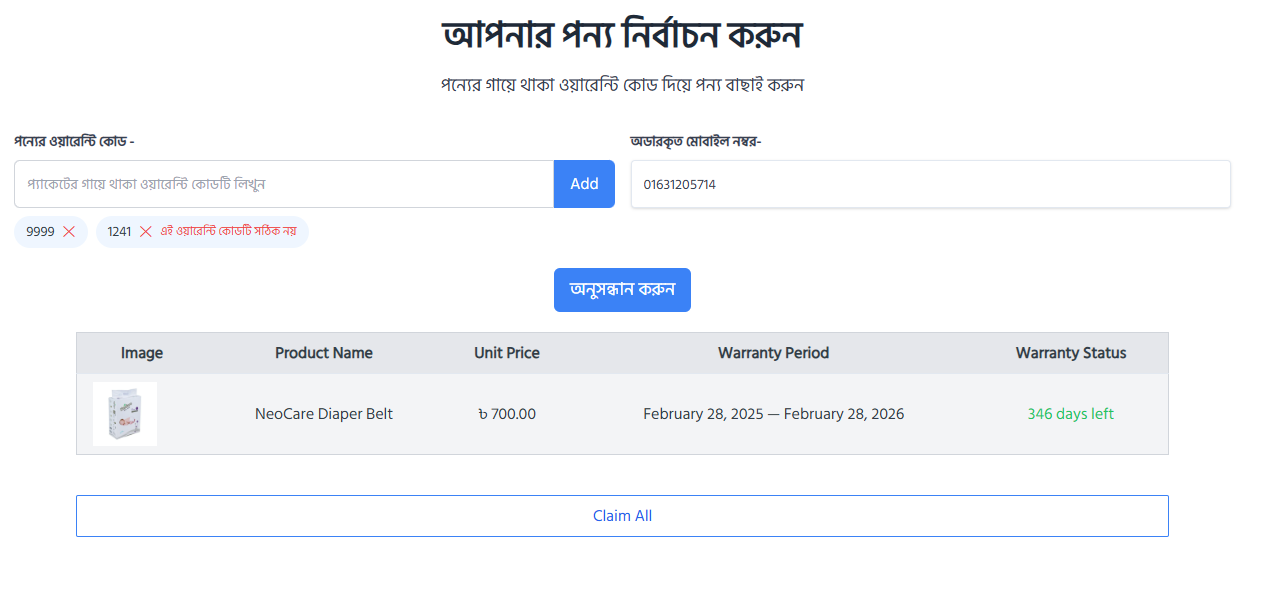 আপনার পন্য নির্বাচন করুন
পন্যের গায়ে থাকা ওয়ারেন্টি কোড দিয়ে পন্য বাছাই করুন
পন্যের ওয়ারেন্টি কোড -
অডারকৃত মোবাইল নম্বর-
প্যাকেটের গায়ে থাকা ওয়ারেন্টি কোডটি লিখুন
Add
01631205714
9999
1241 এই ওয়ারেন্টি কোডটি সঠিক নয়
অনুসন্ধান করুন
Image Product Name Unit Price Warranty Period Warranty Status
NeoCare Diaper Belt ৳ 700.00 February 28, 2025 — February 28, 2026 346 days left
Claim All